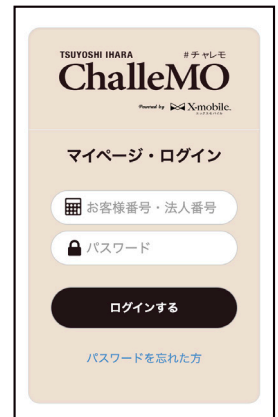 TSUYOSHI IHARA #チャレモ
ChalleMO
Powered by X-mobile.
マイページ・ログイン
お客様番号・法人番号
パスワード
ログインする
パスワードを忘れた方